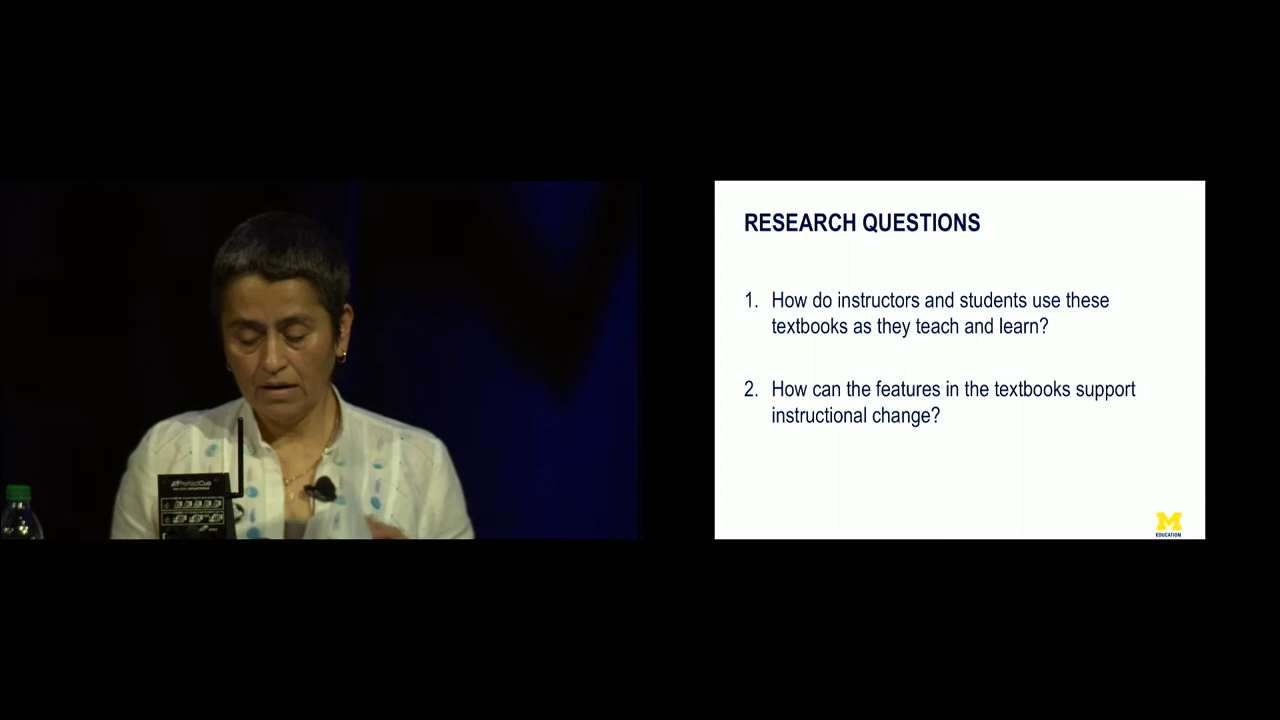 RESEARCH QUESTIONS
1. How do instructors and students use these
textbooks as they teach and learn?
2. How can the features in the textbooks support
instructional change?
M
EDUCATION
PerfectCue